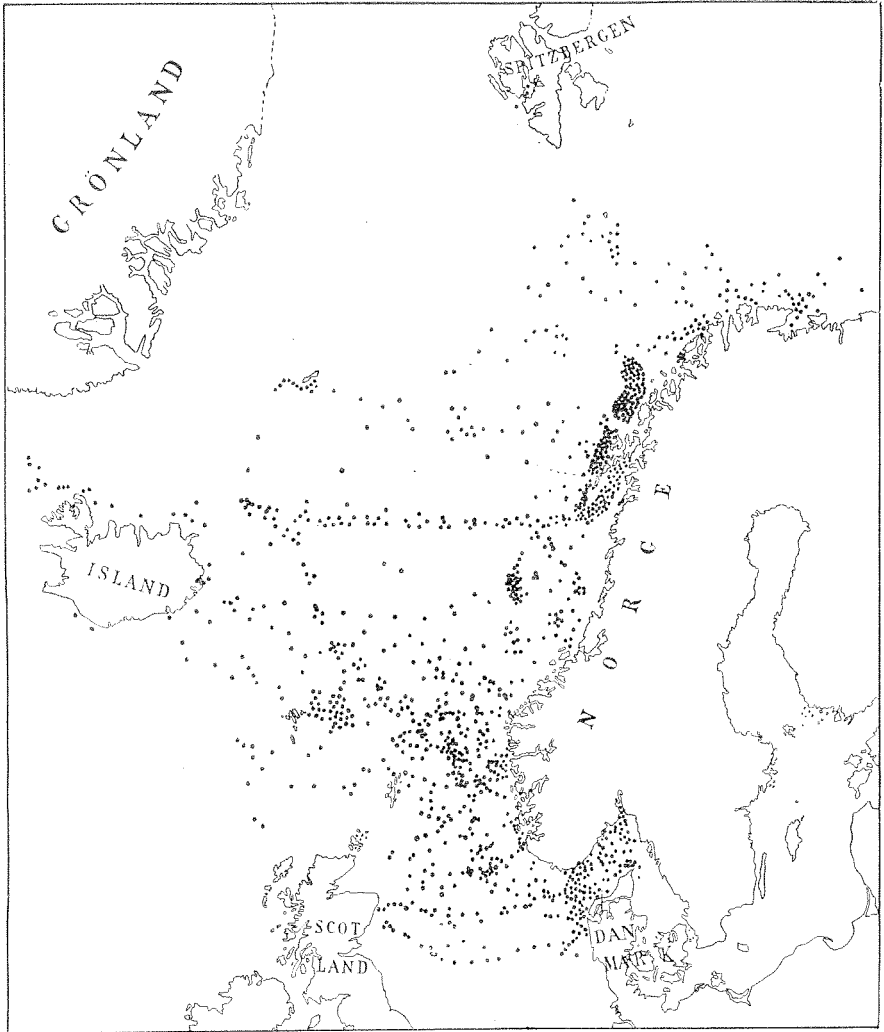 GRÖNLAND
SPITZBERGEN
ISLAND
NORGE
SCOT
LAND
DAN
MARK